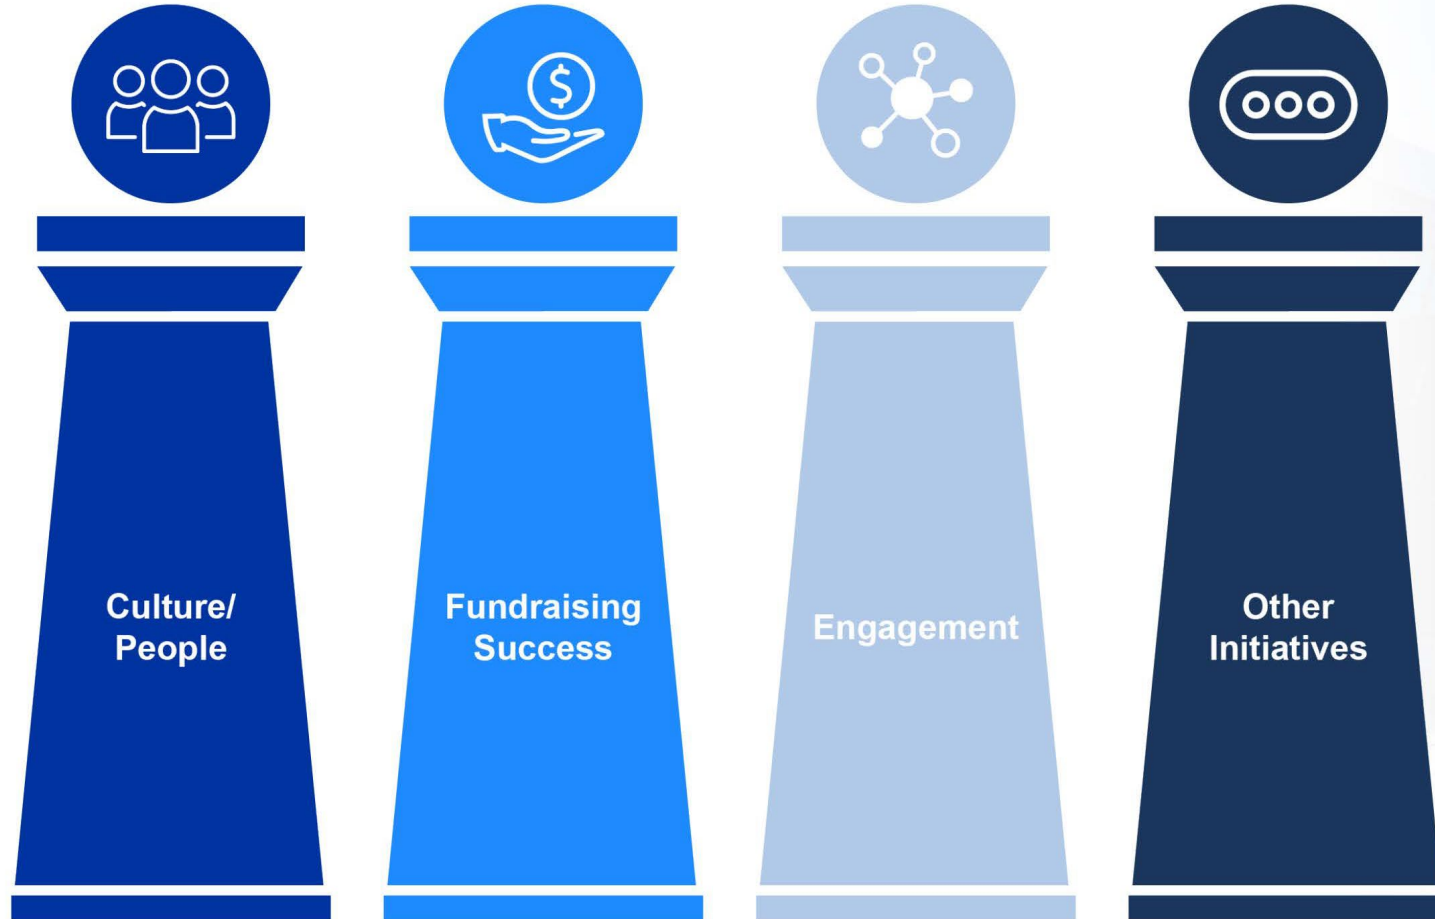 Culture/
People
Fundraising
Success
Engagement
Other
Initiatives